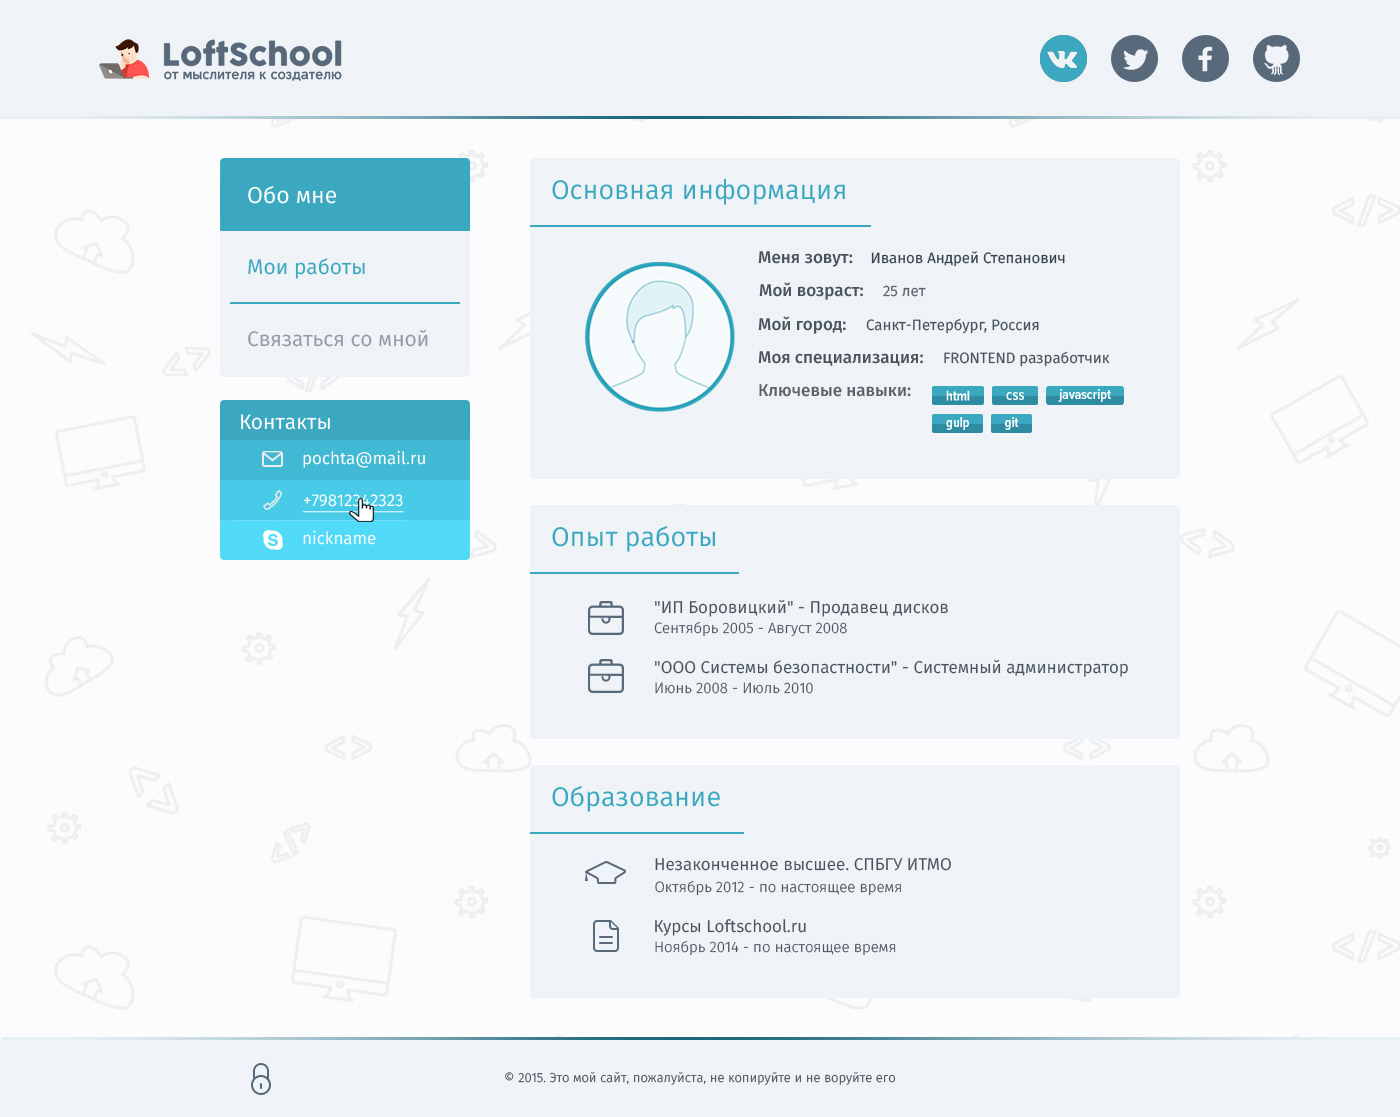 LoftSchool
от мыслителя к создателю
Обо мне
Мои работы
Связаться со мной
Контакты
pochta@mail.ru
+79812342323
nickname
Основная информация
Меня зовут: Иванов Андрей Степанович
Мой возраст: 25 лет
Мой город: Санкт-Петербург, Россия
Моя специализация: FRONTEND разработчик
Ключевые навыки: html css javascript
gulp git
Опыт работы
"ИП Боровицкий" - Продавец дисков
Сентябрь 2005 - Август 2008
"ООО Системы безопастности" - Системный администратор
Июнь 2008 - Июль 2010
Образование
Незаконченное высшее. СПБГУ ИТМО
Октябрь 2012 - по настоящее время
Курсы Loftschool.ru
Ноябрь 2014 - по настоящее время
© 2015. Это мой сайт, пожалуйста, не копируйте и не воруйте его